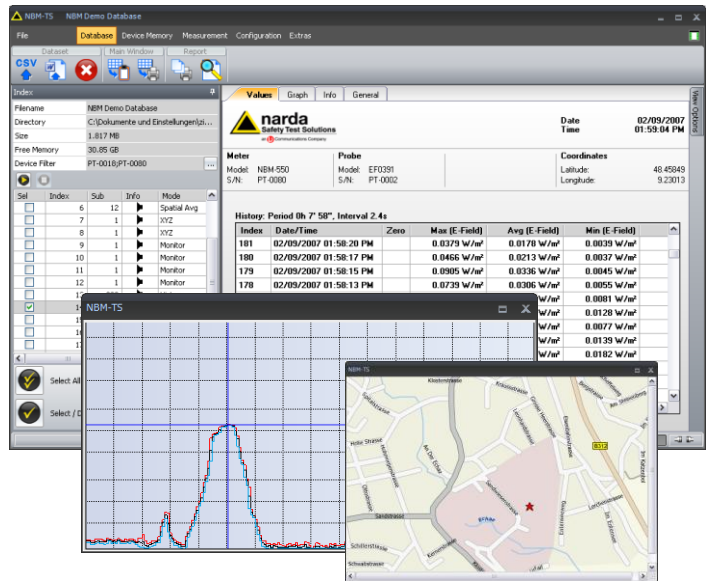 NBM-TS NBM Demo Database
File Database Device Memory Measurement Configuration Extras
Dataset Main Window Report
CSV
Index
Filename NBM Demo Database
Directory C:\Dokumente und Einstellungen\zi...
Size 1.817 MB
Free Memory 30.85 GB
Device Filter PT-0018;PT-0080 ...
Sel Index Sub Info Mode
6 12 Spatial Avg
7 1 XYZ
8 1 XYZ
9 1 Monitor
10 1 Monitor
11 1 Monitor
12 1 Monitor
Select All
Select / D
Values Graph Info General
View Options
narda
Safety Test Solutions
an Communications Company
Date 02/09/2007
Time 01:59:04 PM
Meter Probe Coordinates
Model: NBM-550 Model: EF0391 Latitude: 48.45849
S/N: PT-0080 S/N: PT-0002 Longitude: 9.23013
History: Period 0h 7' 58", Interval 2.4s
Index Date/Time Zero Max (E-Field) Avg (E-Field) Min (E-Field)
181 02/09/2007 01:58:20 PM 0.0379 W/m² 0.0178 W/m² 0.0039 W/m²
180 02/09/2007 01:58:17 PM 0.0466 W/m² 0.0213 W/m² 0.0037 W/m²
179 02/09/2007 01:58:15 PM 0.0905 W/m² 0.0336 W/m² 0.0045 W/m²
178 02/09/2007 01:58:13 PM 0.0739 W/m² 0.0306 W/m² 0.0055 W/m²
W/m² 0.0081 W/m²
W/m² 0.0128 W/m²
W/m² 0.0077 W/m²
W/m² 0.0139 W/m²
W/m² 0.0182 W/m²
NBM-TS
NBM-TS
Klosterstrasse
Hohe Strasse
An Der Echaz
B312
Sandstrasse
Schillerstrasse
Schwabstrasse